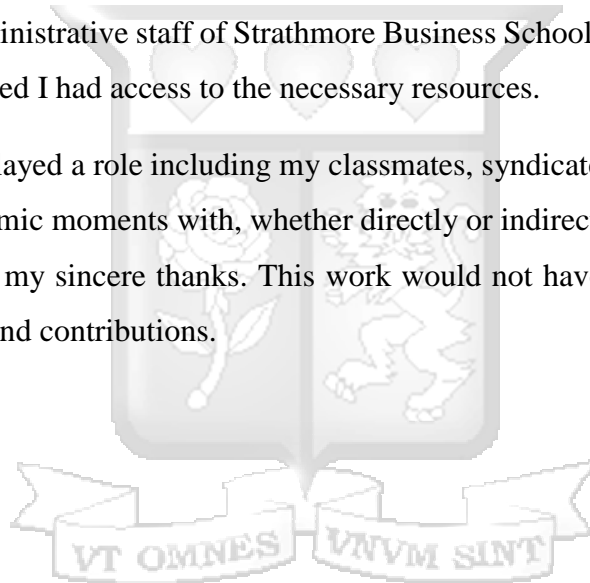 inistrative staff of Strathmore Business School
ed I had access to the necessary resources.
layed a role including my classmates, syndicate
mic moments with, whether directly or indirec
my sincere thanks. This work would not hav
nd contributions.
VT OMNES VNVM SINT